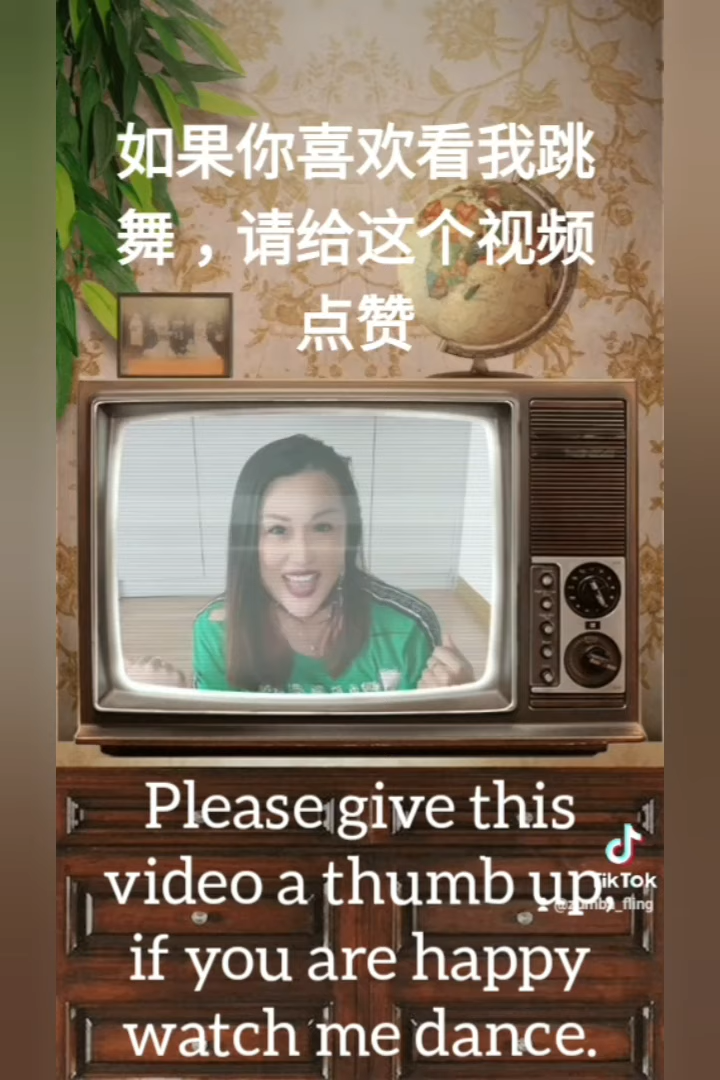 如果你喜欢看我跳
舞，请给这个视频
点赞
Please give this
video a thumb up,
TikTok
@zumba_fling
if you are happy
watch me dance.